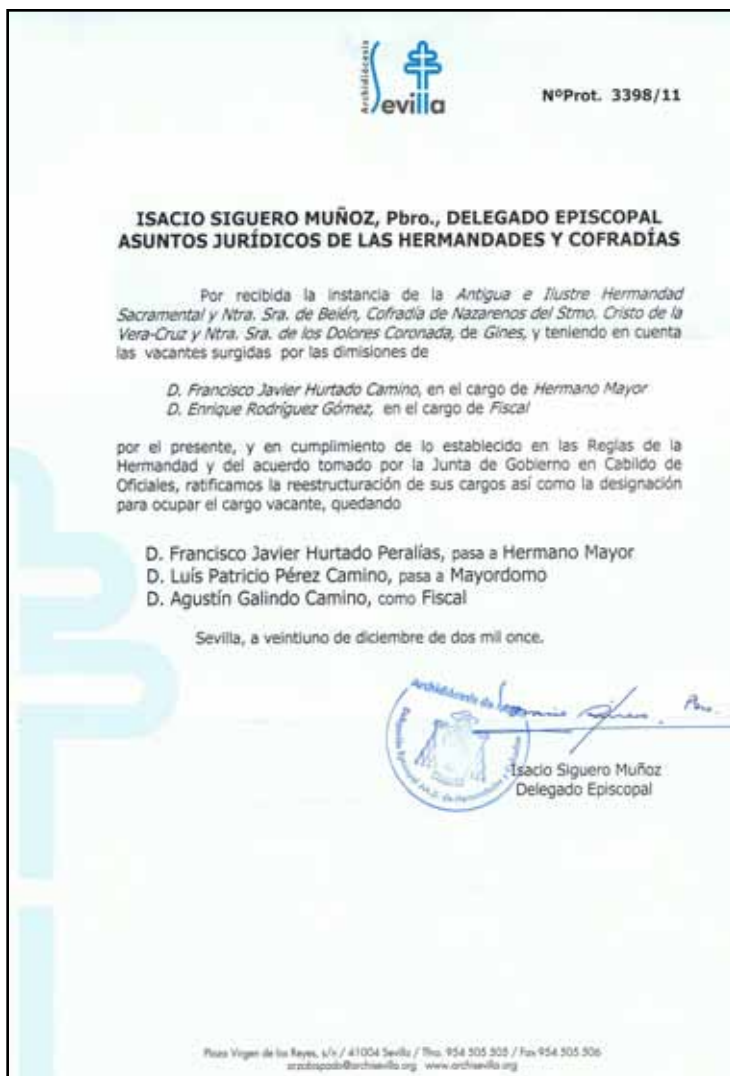 Archidiócesis
Sevilla
NºProt. 3398/11
ISACIO SIGUERO MUÑOZ, Pbro., DELEGADO EPISCOPAL
ASUNTOS JURÍDICOS DE LAS HERMANDADES Y COFRADÍAS
Por recibida la instancia de la Antigua e Ilustre Hermandad
Sacramental y Ntra. Sra. de Belén, Cofradía de Nazarenos del Stmo. Cristo de la
Vera-Cruz y Ntra. Sra. de los Dolores Coronada, de Gines, y teniendo en cuenta
las vacantes surgidas por las dimisiones de
D. Francisco Javier Hurtado Camino, en el cargo de Hermano Mayor
D. Enrique Rodríguez Gómez, en el cargo de Fiscal
por el presente, y en cumplimiento de lo establecido en las Reglas de la
Hermandad y del acuerdo tomado por la Junta de Gobierno en Cabildo de
Oficiales, ratificamos la reestructuración de sus cargos así como la designación
para ocupar el cargo vacante, quedando
D. Francisco Javier Hurtado Peralías, pasa a Hermano Mayor
D. Luís Patricio Pérez Camino, pasa a Mayordomo
D. Agustín Galindo Camino, como Fiscal
Sevilla, a veintiuno de diciembre de dos mil once.
Archidiócesis de
Pbro.
Isacio Siguero Muñoz
Delegado Episcopal
Plaza Virgen de los Reyes, s/n / 41004 Sevilla / Tfno. 954 505 505 / Fax 954 505 506
arzobispado@archisevilla.org www.archisevilla.org